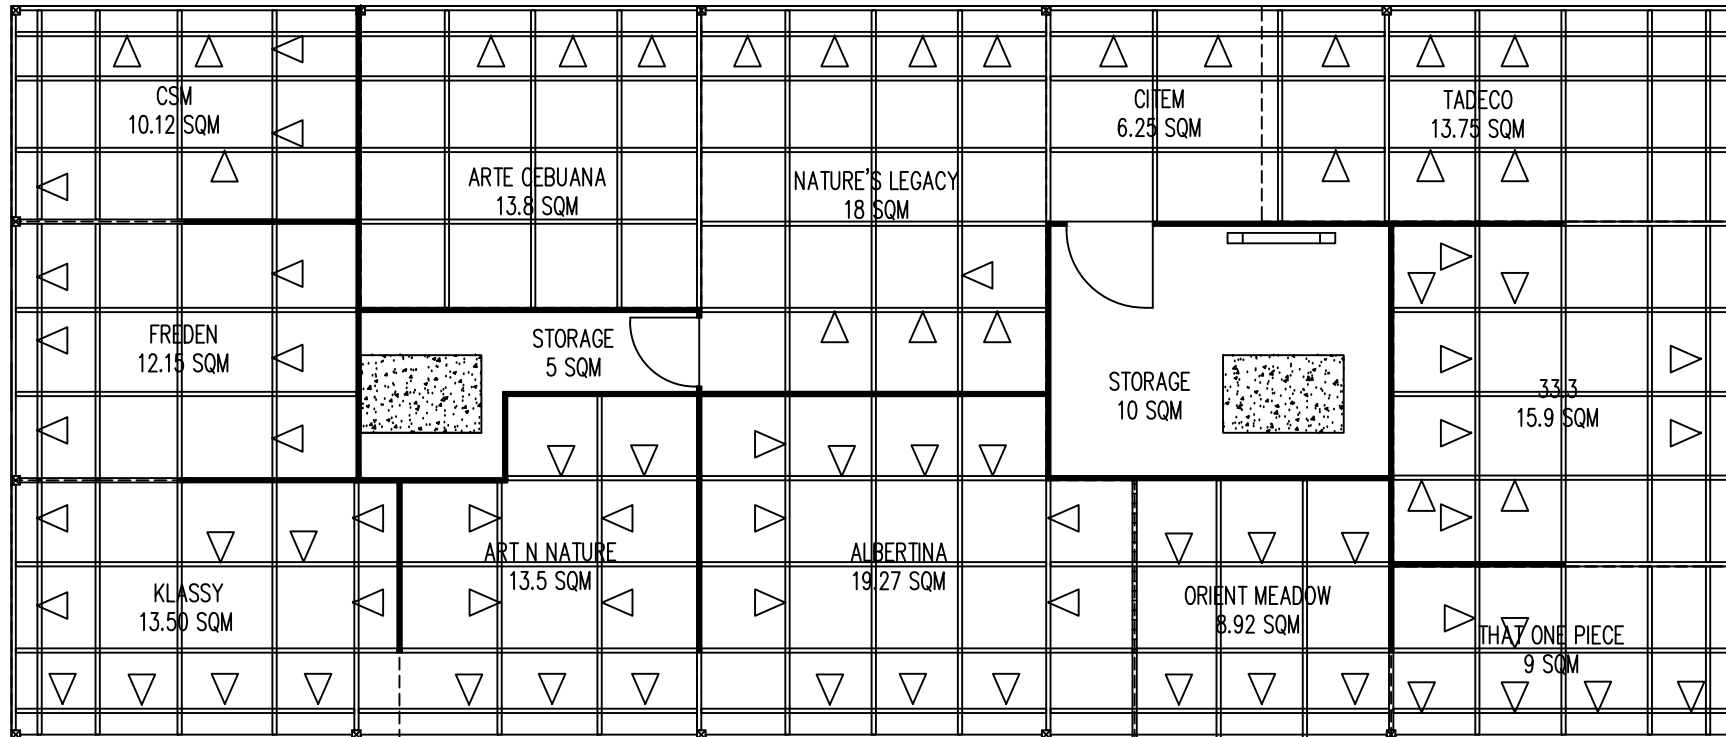 CSM
10.12 SQM
ARTE CEBUANA
13.8 SQM
NATURE'S LEGACY
18 SQM
CITEM
6.25 SQM
TADECO
13.75 SQM
FREDEN
12.15 SQM
STORAGE
5 SQM
STORAGE
10 SQM
33.3
15.9 SQM
KLASSY
13.50 SQM
ART N NATURE
13.5 SQM
ALBERTINA
19.27 SQM
ORIENT MEADOW
8.92 SQM
THAT ONE PIECE
9 SQM